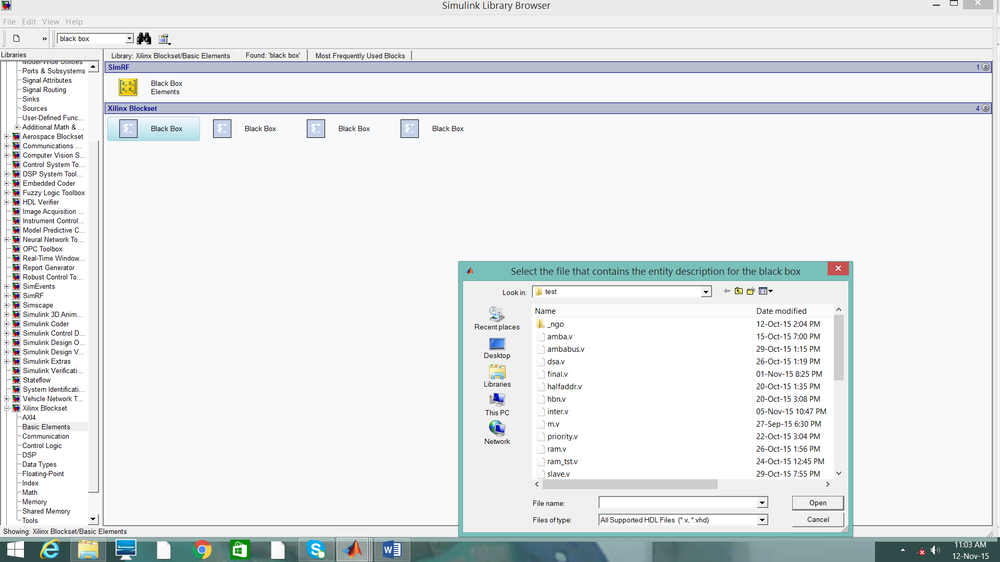 Simulink Library Browser
File Edit View Help
» black box
Libraries
Library: Xilinx Blockset/Basic Elements Found: 'black box' Most Frequently Used Blocks
Model-Wide Utilities
Ports & Subsystems
Signal Attributes
Signal Routing
Sinks
Sources
User-Defined Func...
Additional Math & ...
Aerospace Blockset
Communications ...
Computer Vision S...
Control System To...
DSP System Tool...
Embedded Coder
Fuzzy Logic Toolbox
HDL Verifier
Image Acquisition ...
Instrument Control...
Model Predictive C...
Neural Network To...
OPC Toolbox
Real-Time Window...
Report Generator
Robust Control To...
SimEvents
SimRF
Simscape
Simulink 3D Anim...
Simulink Coder
Simulink Control D...
Simulink Design O...
Simulink Design V...
Simulink Extras
Simulink Verificati...
Stateflow
System Identificati...
Vehicle Network T...
Xilinx Blockset
AXI4
Basic Elements
Communication
Control Logic
DSP
Data Types
Floating-Point
Index
Math
Memory
Shared Memory
Tools
SimRF 1
Black Box
Elements
Xilinx Blockset 4
Black Box Black Box Black Box Black Box
Select the file that contains the entity description for the black box
Look in: test
Recent places
Desktop
Libraries
This PC
Network
Name Date modified
_ngo 12-Oct-15 2:04 PM
amba.v 15-Oct-15 7:00 PM
ambabus.v 29-Oct-15 1:15 PM
dsa.v 26-Oct-15 1:19 PM
final.v 01-Nov-15 8:25 PM
halfaddr.v 20-Oct-15 1:35 PM
hbn.v 20-Oct-15 3:08 PM
inter.v 05-Nov-15 10:47 PM
m.v 27-Sep-15 6:30 PM
priority.v 22-Oct-15 3:04 PM
ram.v 26-Oct-15 1:56 PM
ram_tst.v 24-Oct-15 12:45 PM
slave.v 29-Oct-15 7:55 PM
File name: Open
Files of type: All Supported HDL Files (*.v, *.vhd) Cancel
Showing: Xilinx Blockset/Basic Elements
11:03 AM
12-Nov-15